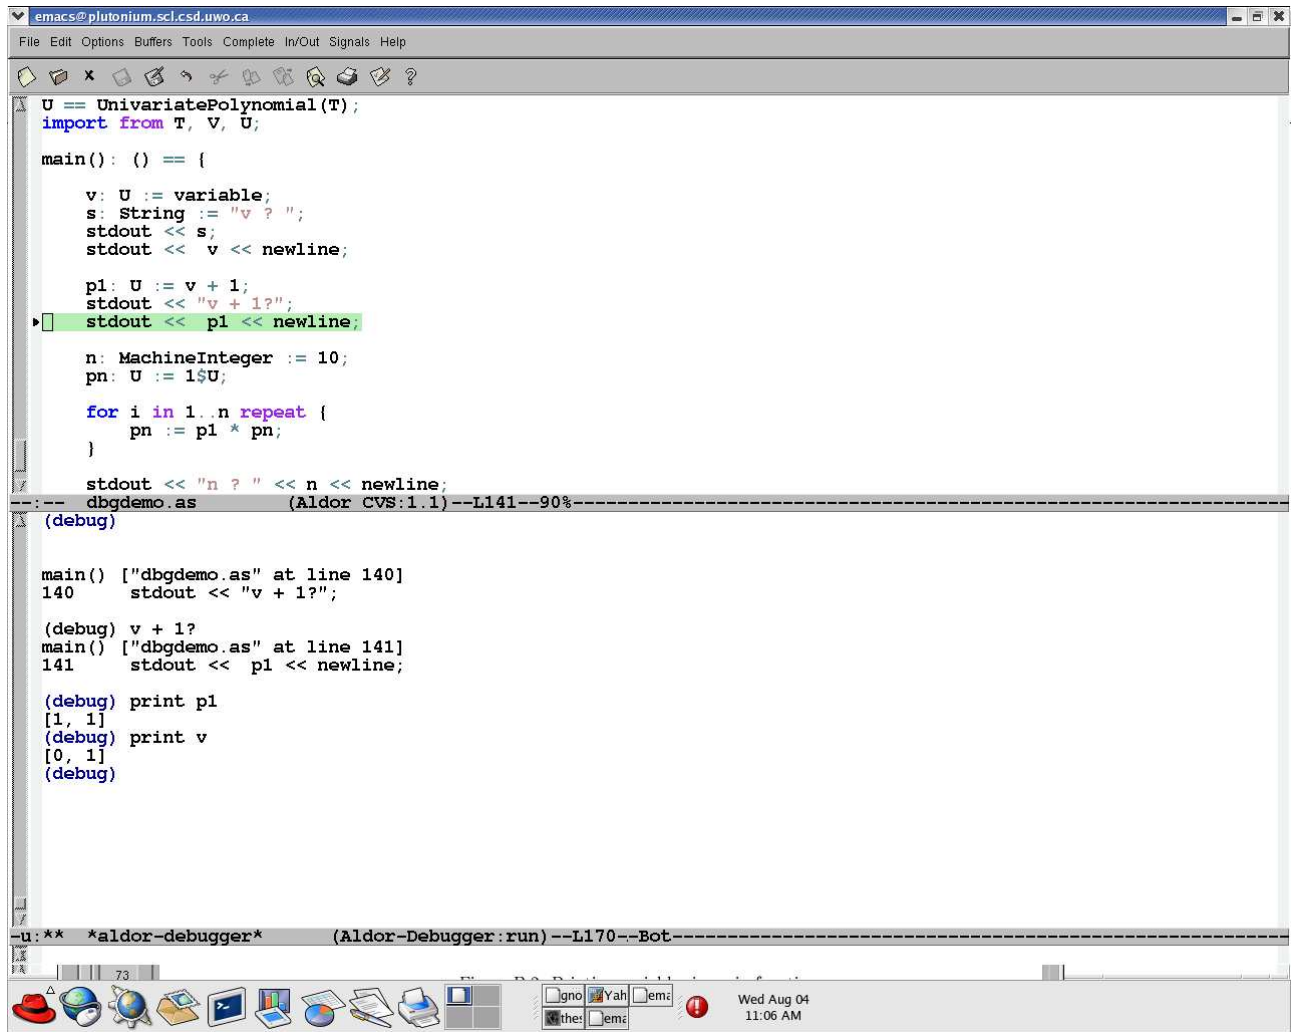 emacs@plutonium.scl.csd.uwo.ca
File Edit Options Buffers Tools Complete In/Out Signals Help
U == UnivariatePolynomial(T);
import from T, V, U;
main(): () == {
v: U := variable;
s: String := "v ? ";
stdout << s;
stdout <<  v << newline;
p1: U := v + 1;
stdout << "v + 1?";
stdout <<  p1 << newline;
n: MachineInteger := 10;
pn: U := 1$U;
for i in 1..n repeat {
pn := p1 * pn;
}
stdout << "n ? " << n << newline;
--:--  dbgdemo.as        (Aldor CVS:1.1)--L141--90%--------------------------------
(debug)
main() ["dbgdemo.as" at line 140]
140     stdout << "v + 1?";
(debug) v + 1?
main() ["dbgdemo.as" at line 141]
141     stdout <<  p1 << newline;
(debug) print p1
[1, 1]
(debug) print v
[0, 1]
(debug)
-u:**  *aldor-debugger*      (Aldor-Debugger:run)--L170--Bot--------------------------------
73
gno Yah ema
thes ema
Wed Aug 04
11:06 AM